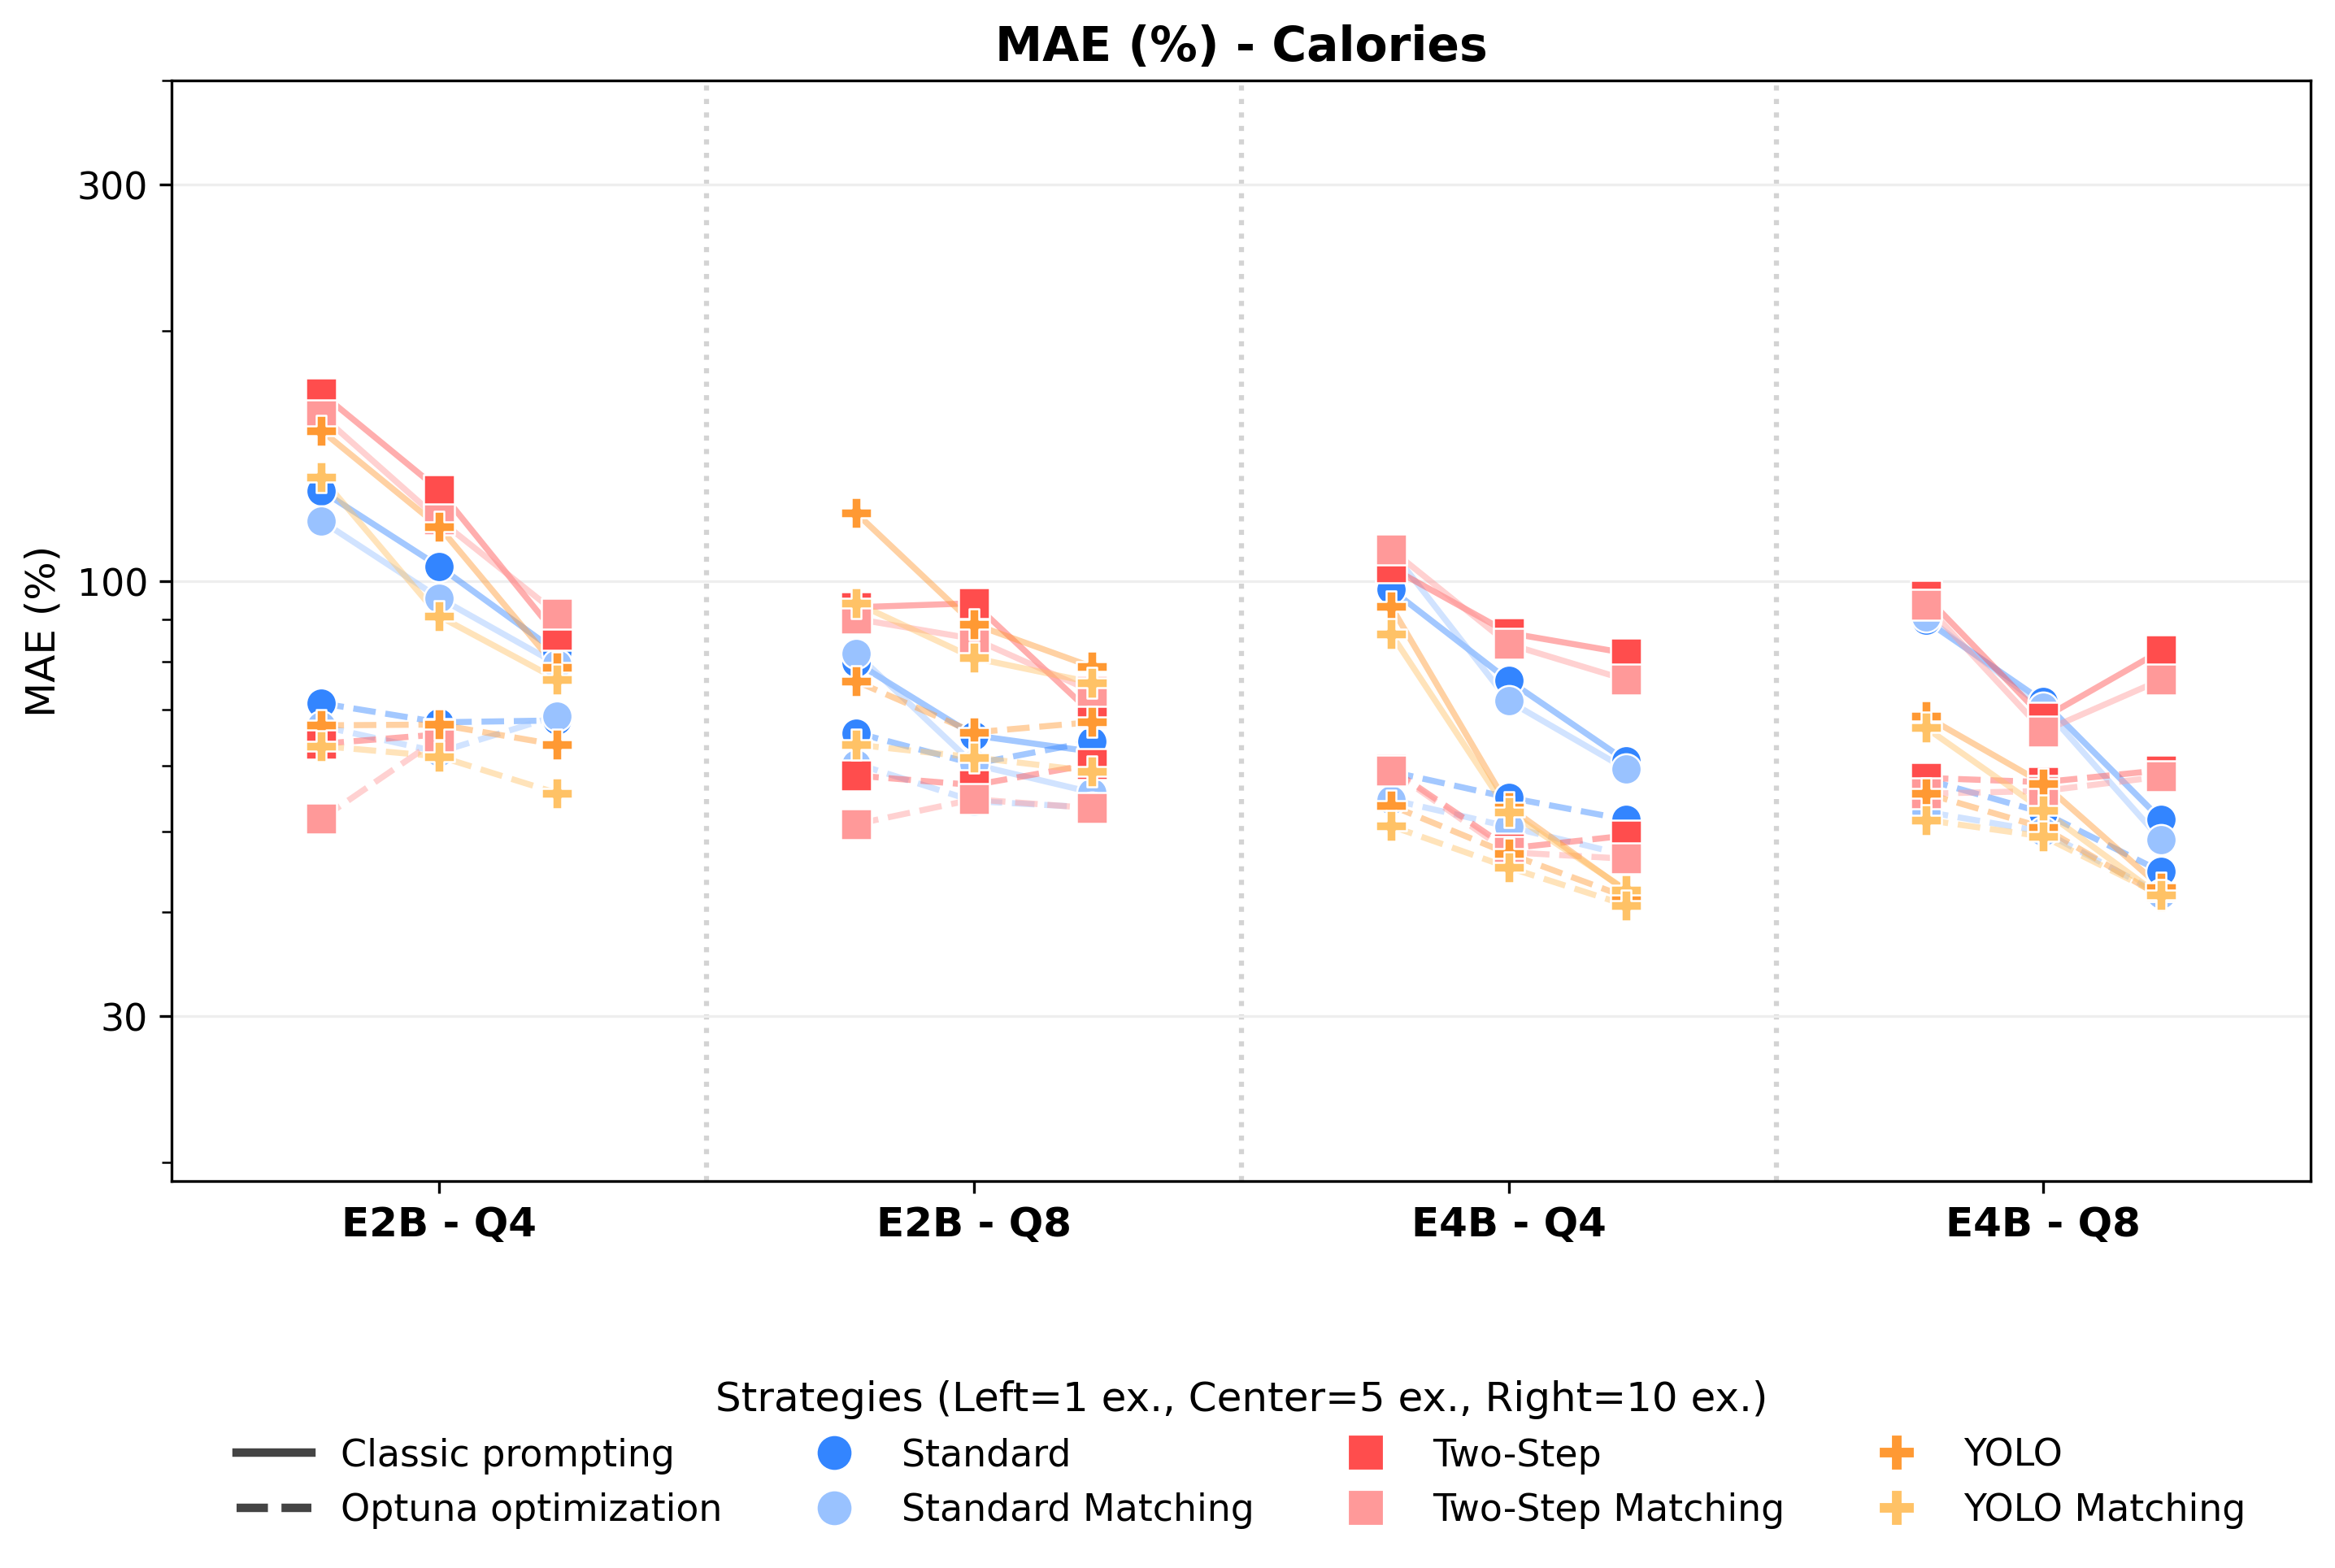 MAE (%) - Calories
MAE (%)
300
100
30
E2B - Q4
E2B - Q8
E4B - Q4
E4B - Q8
Strategies (Left=1 ex., Center=5 ex., Right=10 ex.)
Classic prompting
Optuna optimization
Standard
Standard Matching
Two-Step
Two-Step Matching
YOLO
YOLO Matching